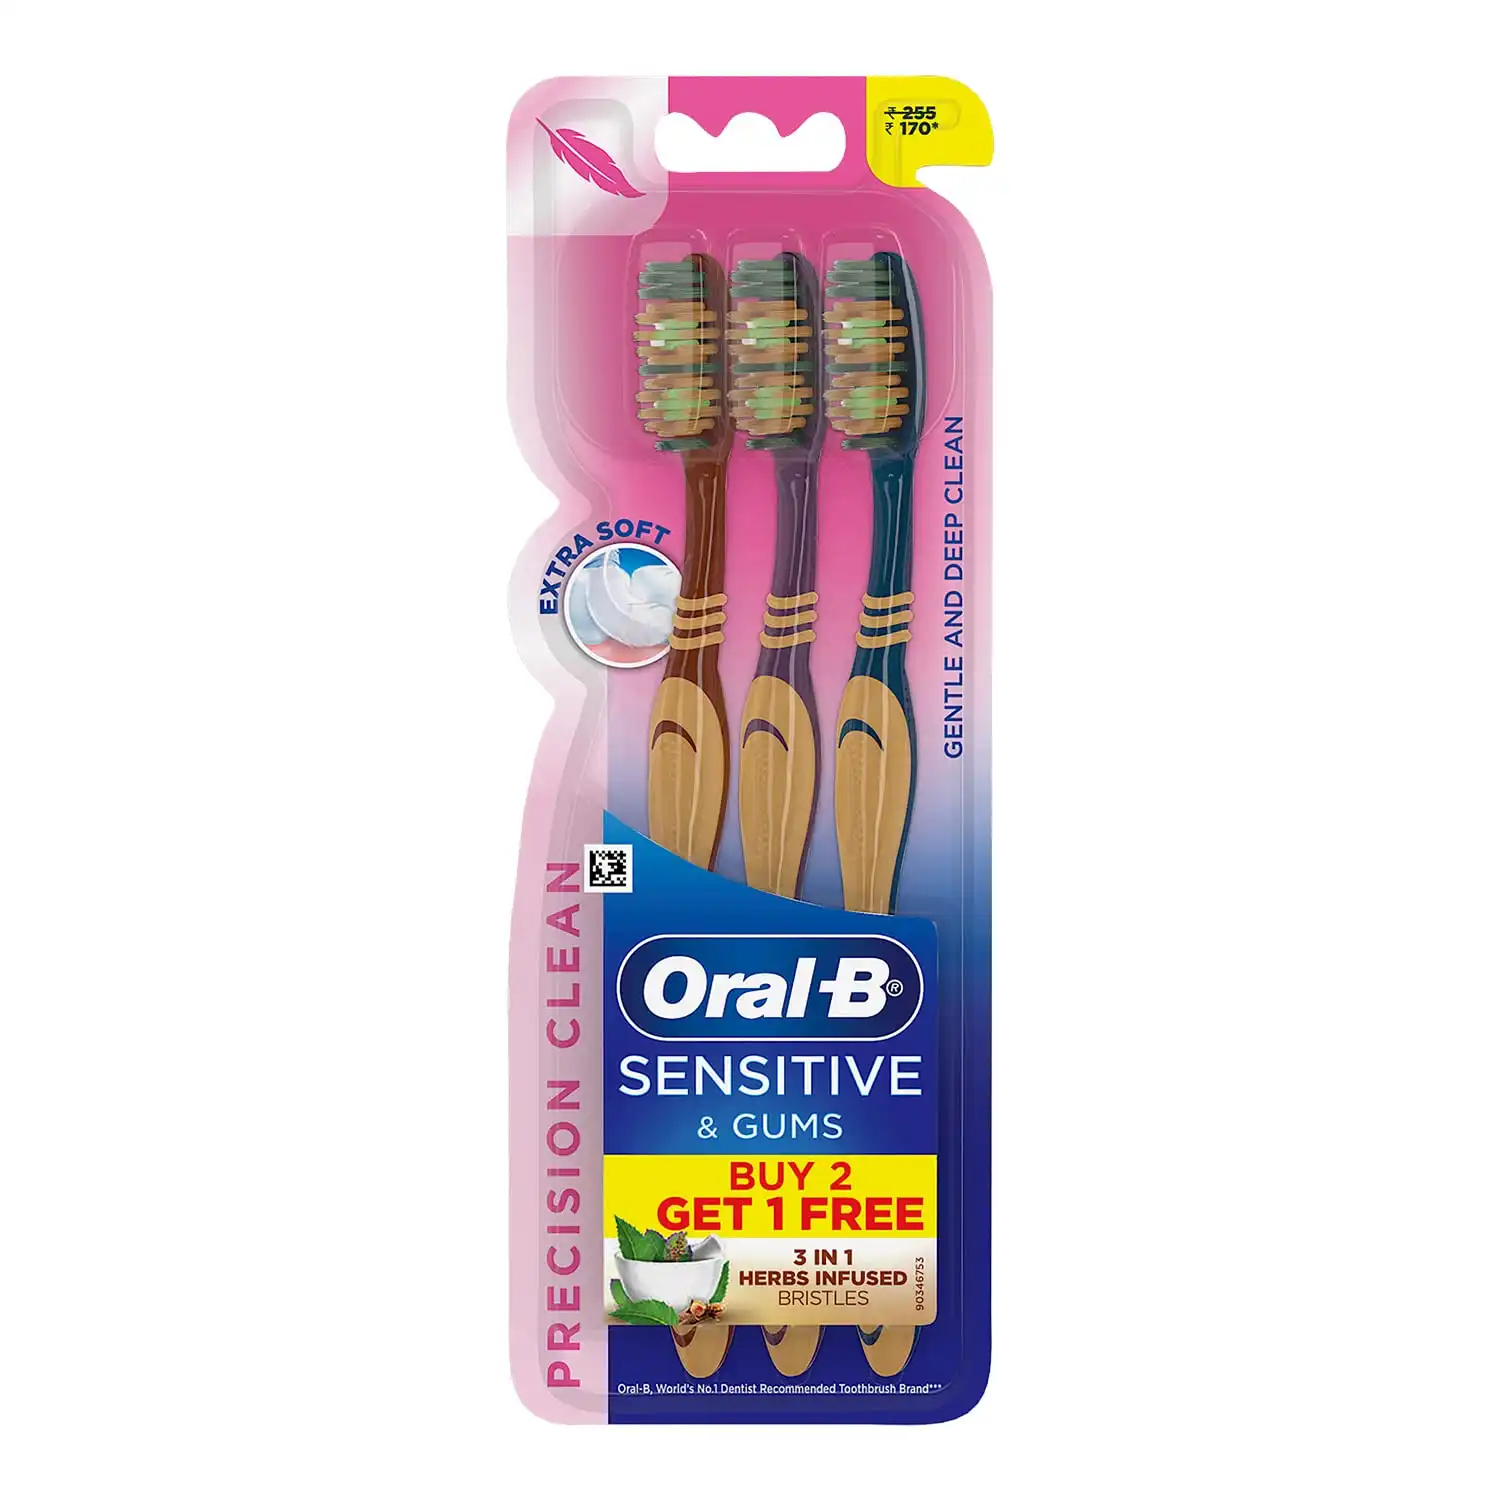 ₹ 255
₹ 170*
EXTRA SOFT
GENTLE AND DEEP CLEAN
PRECISION CLEAN
Oral-B®
SENSITIVE
& GUMS
BUY 2
GET 1 FREE
3 IN 1
HERBS INFUSED
BRISTLES
90346753
Oral-B, World's No.1 Dentist Recommended Toothbrush Brand***